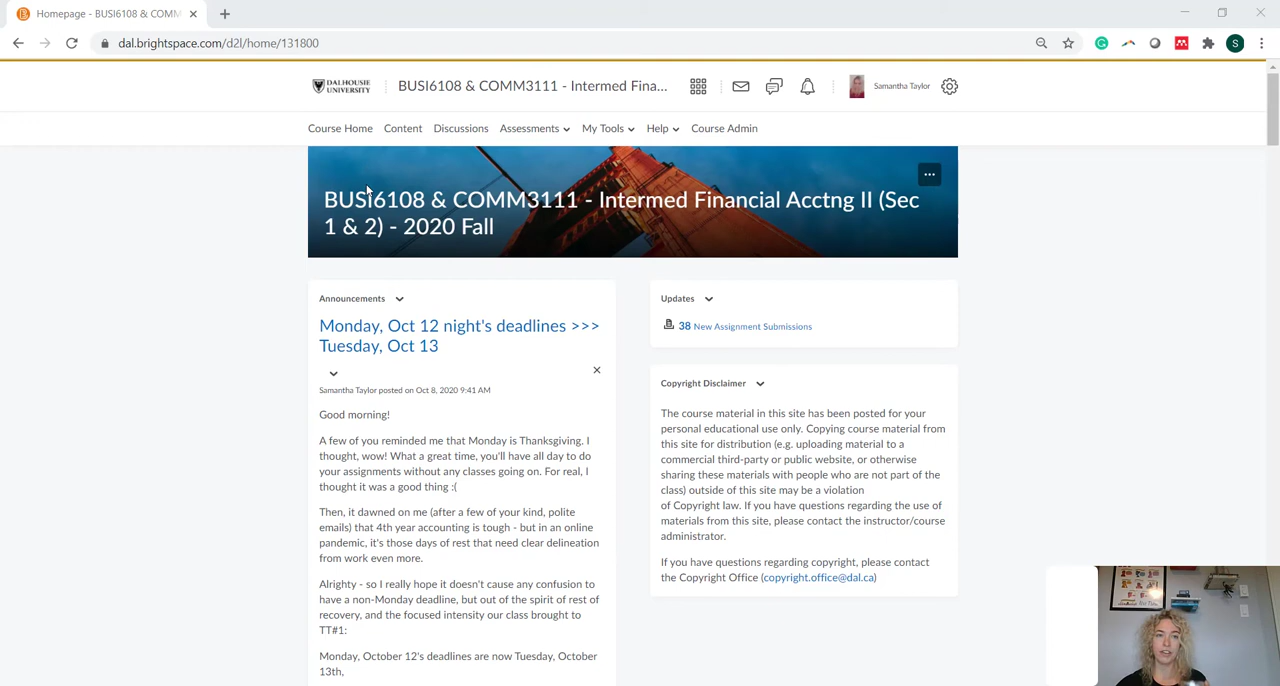 Homepage - BUSI6108 & COMM
dal.brightspace.com/d2l/home/131800
S
DALHOUSIE UNIVERSITY
BUSI6108 & COMM3111 - Intermed Fina...
Samantha Taylor
Course Home Content Discussions Assessments My Tools Help Course Admin
BUSI6108 & COMM3111 - Intermed Financial Acctng II (Sec
1 & 2) - 2020 Fall
Announcements
Monday, Oct 12 night's deadlines >>>
Tuesday, Oct 13
Samantha Taylor posted on Oct 8, 2020 9:41 AM
Good morning!
A few of you reminded me that Monday is Thanksgiving. I
thought, wow! What a great time, you'll have all day to do
your assignments without any classes going on. For real, I
thought it was a good thing :(
Then, it dawned on me (after a few of your kind, polite
emails) that 4th year accounting is tough - but in an online
pandemic, it's those days of rest that need clear delineation
from work even more.
Alrighty - so I really hope it doesn't cause any confusion to
have a non-Monday deadline, but out of the spirit of rest of
recovery, and the focused intensity our class brought to
TT#1:
Monday, October 12's deadlines are now Tuesday, October
13th,
Updates
38 New Assignment Submissions
Copyright Disclaimer
The course material in this site has been posted for your
personal educational use only. Copying course material from
this site for distribution (e.g. uploading material to a
commercial third-party or public website, or otherwise
sharing these materials with people who are not part of the
class) outside of this site may be a violation
of Copyright law. If you have questions regarding the use of
materials from this site, please contact the instructor/course
administrator.
If you have questions regarding copyright, please contact
the Copyright Office (copyright.office@dal.ca)